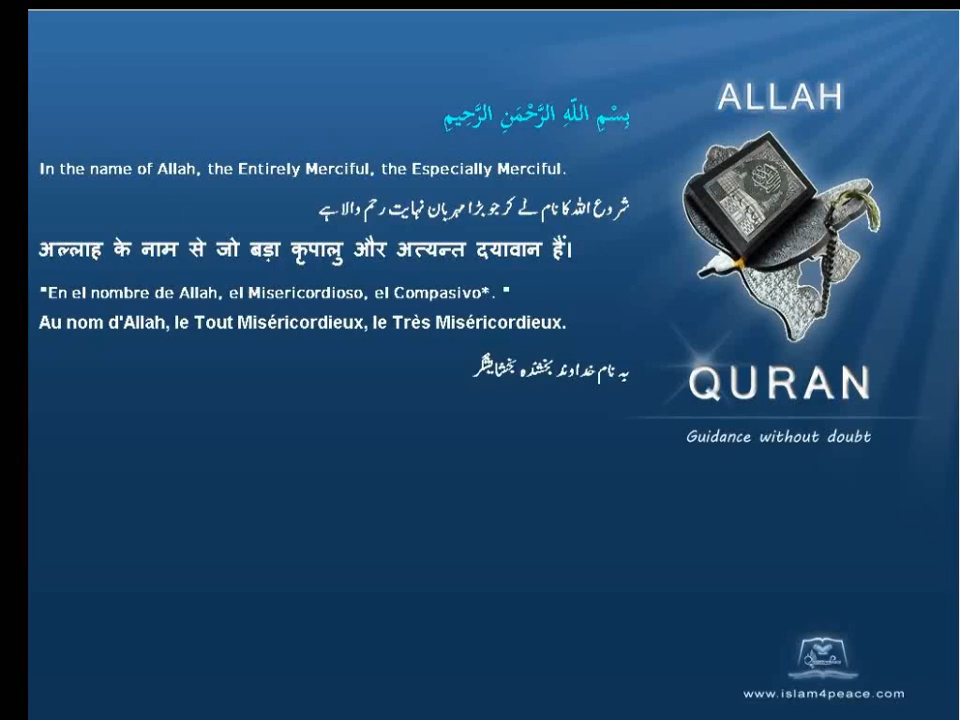 بِسْمِ اللّهِ الرَّحْمَنِ الرَّحِيمِ
In the name of Allah, the Entirely Merciful, the Especially Merciful.
شروع اللہ کا نام لے کر جو بڑا مہربان نہایت رحم والا ہے
अल्लाह के नाम से जो बड़ा कृपालु और अत्यन्त दयावान हैं।
"En el nombre de Allah, el Misericordioso, el Compasivo*. "
Au nom d'Allah, le Tout Miséricordieux, le Très Miséricordieux.
به نام خداوند بخشنده بخشایشگر
ALLAH
QURAN
Guidance without doubt
www.islam4peace.com